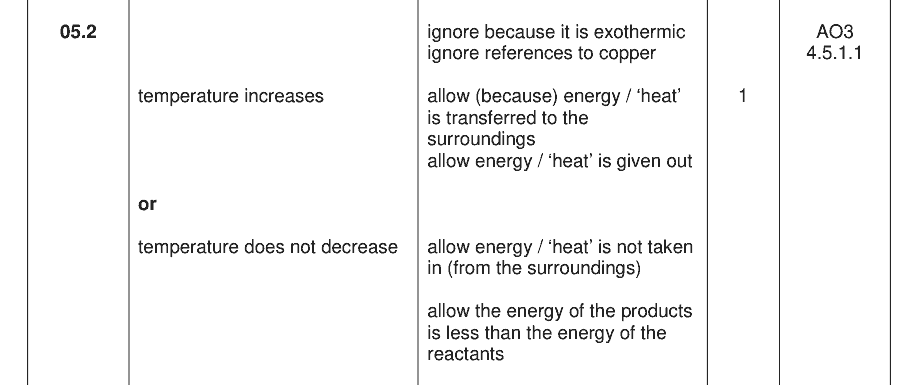 05.2
ignore because it is exothermic
ignore references to copper
AO3
4.5.1.1
temperature increases
allow (because) energy / ‘heat’
is transferred to the
surroundings
allow energy / ‘heat’ is given out
1
or
temperature does not decrease
allow energy / ‘heat’ is not taken
in (from the surroundings)
allow the energy of the products
is less than the energy of the
reactants